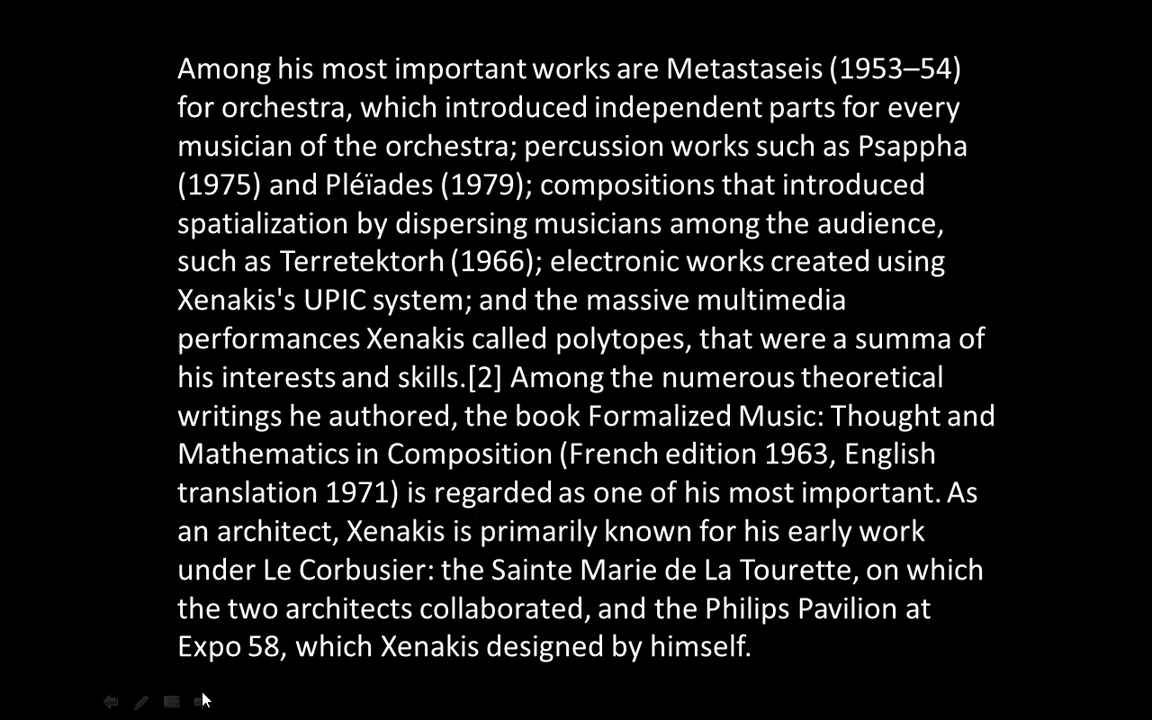 Among his most important works are Metastaseis (1953–54)
for orchestra, which introduced independent parts for every
musician of the orchestra; percussion works such as Psappha
(1975) and Pléïades (1979); compositions that introduced
spatialization by dispersing musicians among the audience,
such as Terretektorh (1966); electronic works created using
Xenakis's UPIC system; and the massive multimedia
performances Xenakis called polytopes, that were a summa of
his interests and skills.[2] Among the numerous theoretical
writings he authored, the book Formalized Music: Thought and
Mathematics in Composition (French edition 1963, English
translation 1971) is regarded as one of his most important. As
an architect, Xenakis is primarily known for his early work
under Le Corbusier: the Sainte Marie de La Tourette, on which
the two architects collaborated, and the Philips Pavilion at
Expo 58, which Xenakis designed by himself.